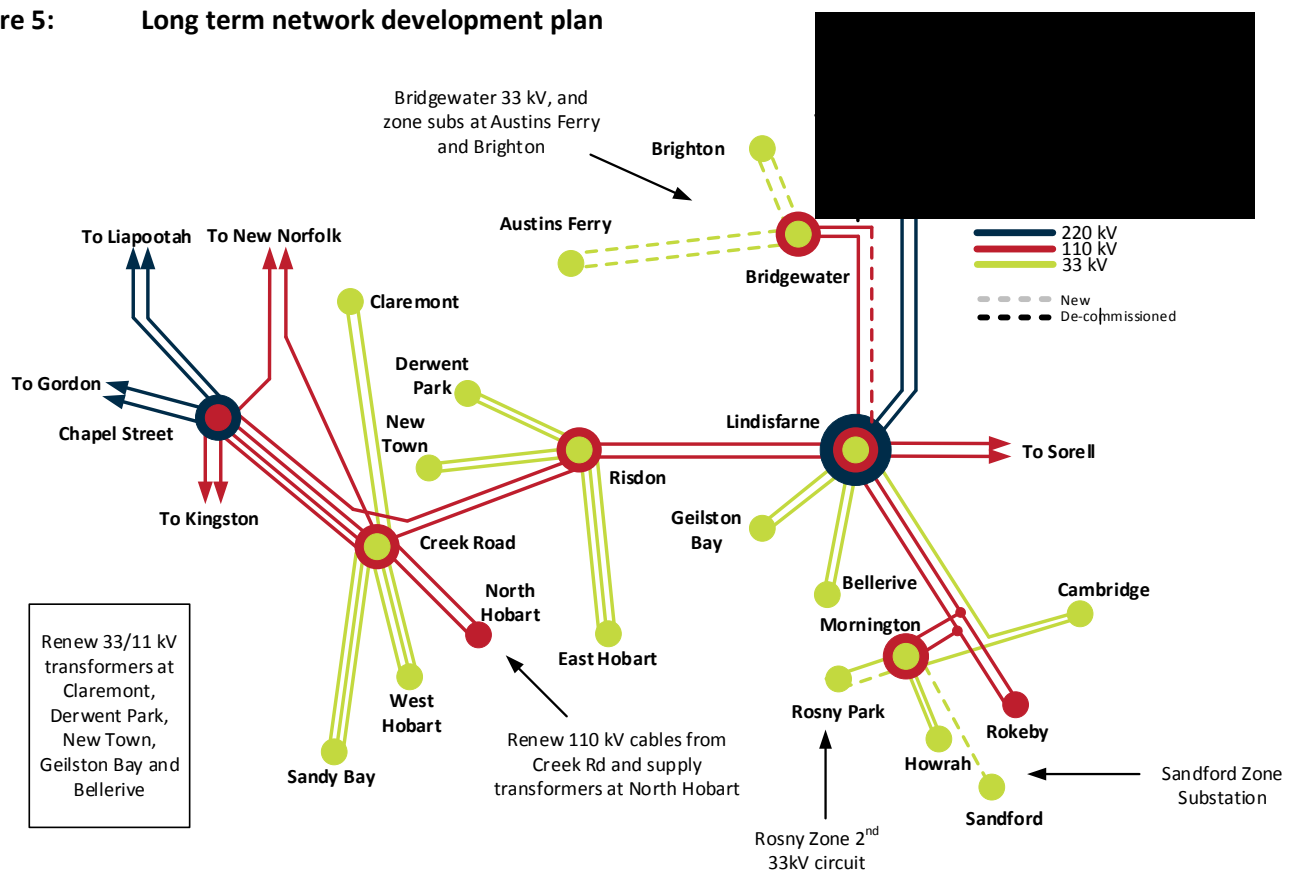 re 5: Long term network development plan
Bridgewater 33 kV, and
zone subs at Austins Ferry
and Brighton
Brighton
Austins Ferry
Bridgewater
220 kV
110 kV
33 kV
New
De-commissioned
To Liapootah
To New Norfolk
Claremont
To Gordon
Chapel Street
Derwent
Park
New
Town
Lindisfarne
To Sorell
Risdon
To Kingston
Creek Road
Geilston
Bay
North
Hobart
Bellerive
Mornington
Cambridge
Renew 33/11 kV
transformers at
Claremont,
Derwent Park,
New Town,
Geilston Bay and
Bellerive
East Hobart
West
Hobart
Rosny Park
Rokeby
Sandy Bay
Renew 110 kV cables from
Creek Rd and supply
transformers at North Hobart
Howrah
Sandford
Sandford Zone
Substation
Rosny Zone 2nd
33kV circuit